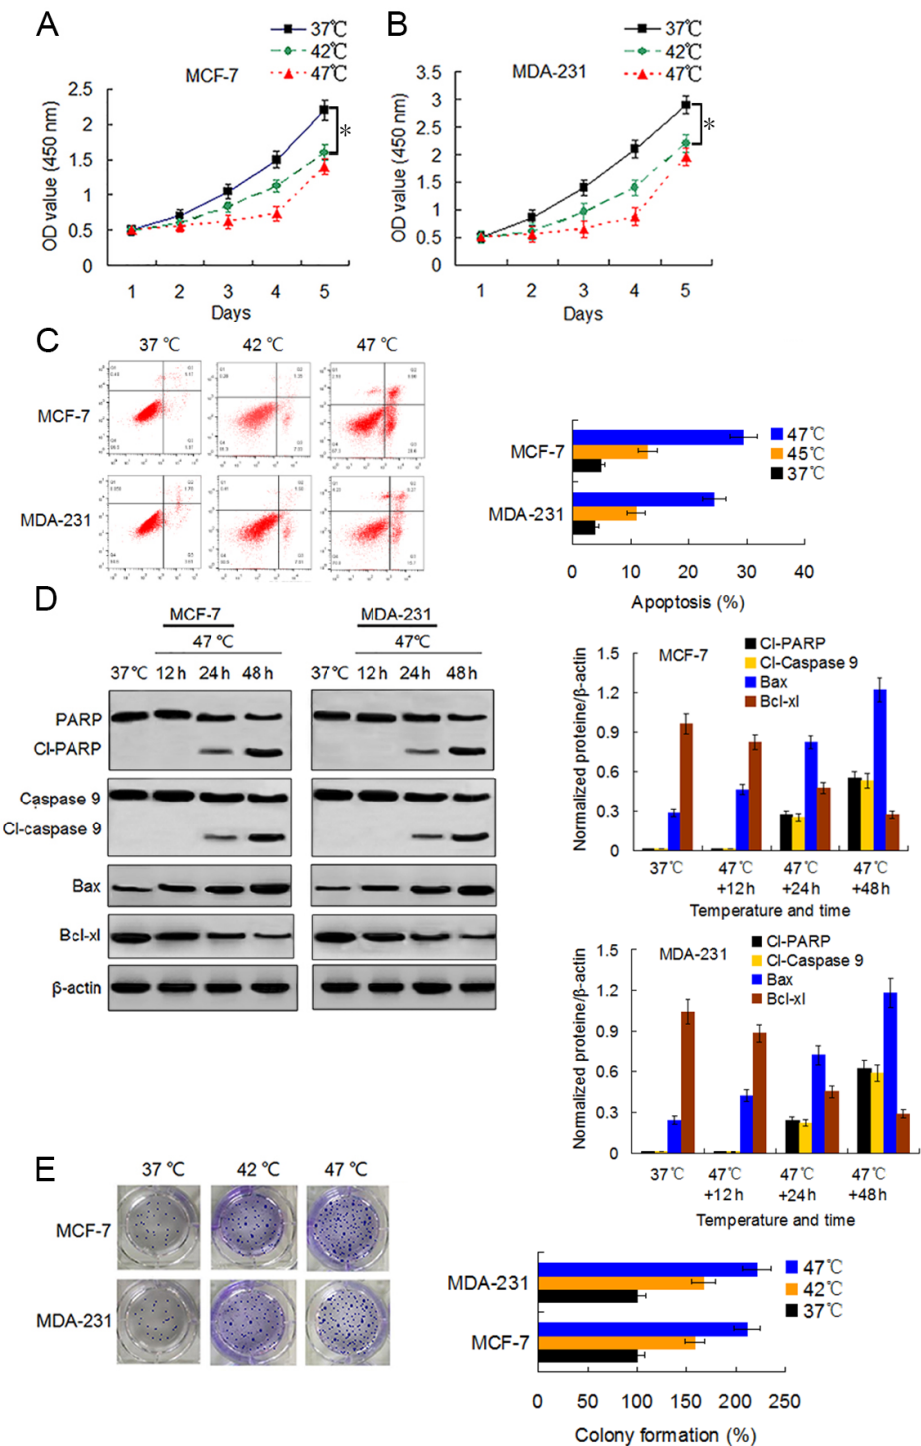 A
37℃
42℃
47℃
MCF-7
OD value (450 nm)
2.5
2
1.5
1
0.5
0
*
1 2 3 4 5
Days
B
37℃
42℃
47℃
MDA-231
OD value (450 nm)
3.5
3
2.5
2
1.5
1
0.5
0
*
1 2 3 4 5
Days
C
37 ℃ 42 ℃ 47 ℃
MCF-7
MDA-231
MCF-7
MDA-231
47℃
45℃
37℃
0 10 20 30 40
Apoptosis (%)
D
MCF-7
47 ℃
37℃ 12 h 24 h 48 h
MDA-231
47℃
37℃ 12 h 24 h 48 h
PARP
Cl-PARP
Caspase 9
Cl-caspase 9
Bax
Bcl-xl
β-actin
MCF-7
Cl-PARP
Cl-Caspase 9
Bax
Bcl-xl
Normalized proteine/β-actin
1.5
1.2
0.9
0.6
0.3
0
37℃ 47℃ 47℃ 47℃
+12 h +24 h +48 h
Temperature and time
MDA-231
Cl-PARP
Cl-Caspase 9
Bax
Bcl-xl
Normalized proteine/β-actin
1.5
1.2
0.9
0.6
0.3
0
37℃ 47℃ 47℃ 47℃
+12 h +24 h +48 h
Temperature and time
E
37 ℃ 42 ℃ 47 ℃
MCF-7
MDA-231
MDA-231
MCF-7
47℃
42℃
37℃
0 50 100 150 200 250
Colony formation (%)